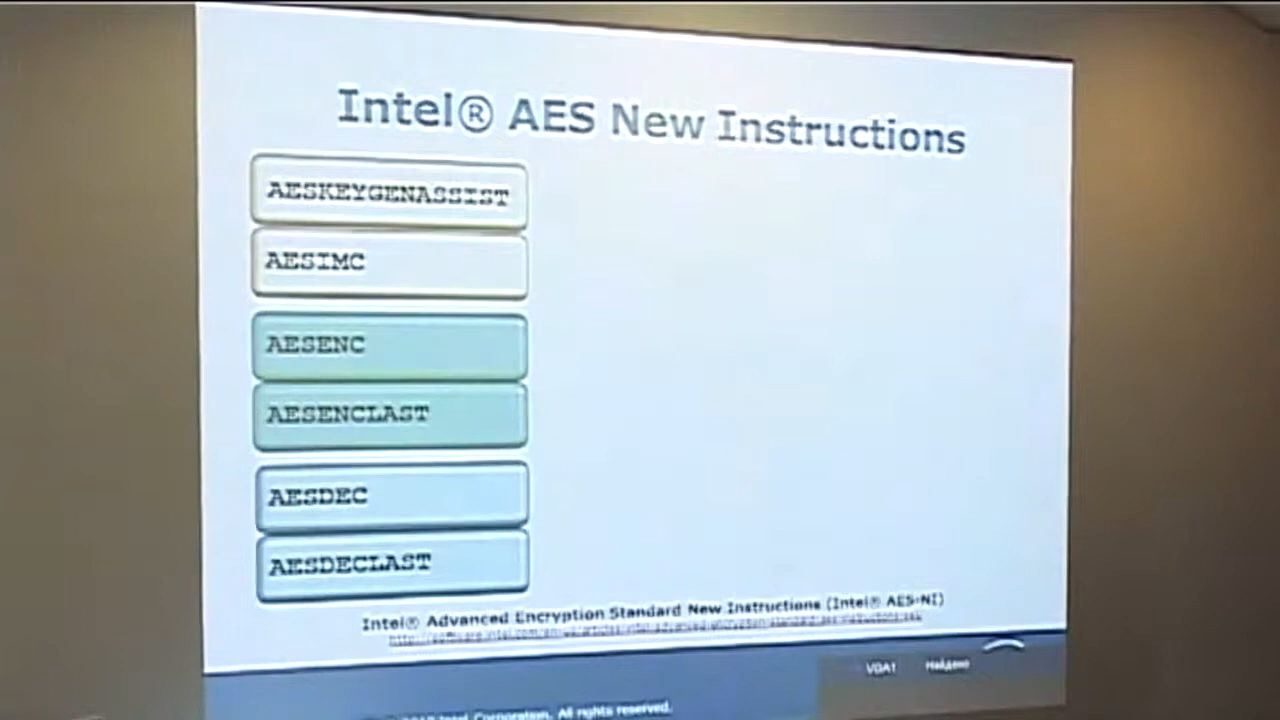 Intel® AES New Instructions
AESKEYGENASSIST
AESIMC
AESENC
AESENCLAST
AESDEC
AESDECLAST
Intel® Advanced Encryption Standard New Instructions (Intel® AES-NI)
VGA1 Найдено
Intel Corporation. All rights reserved.